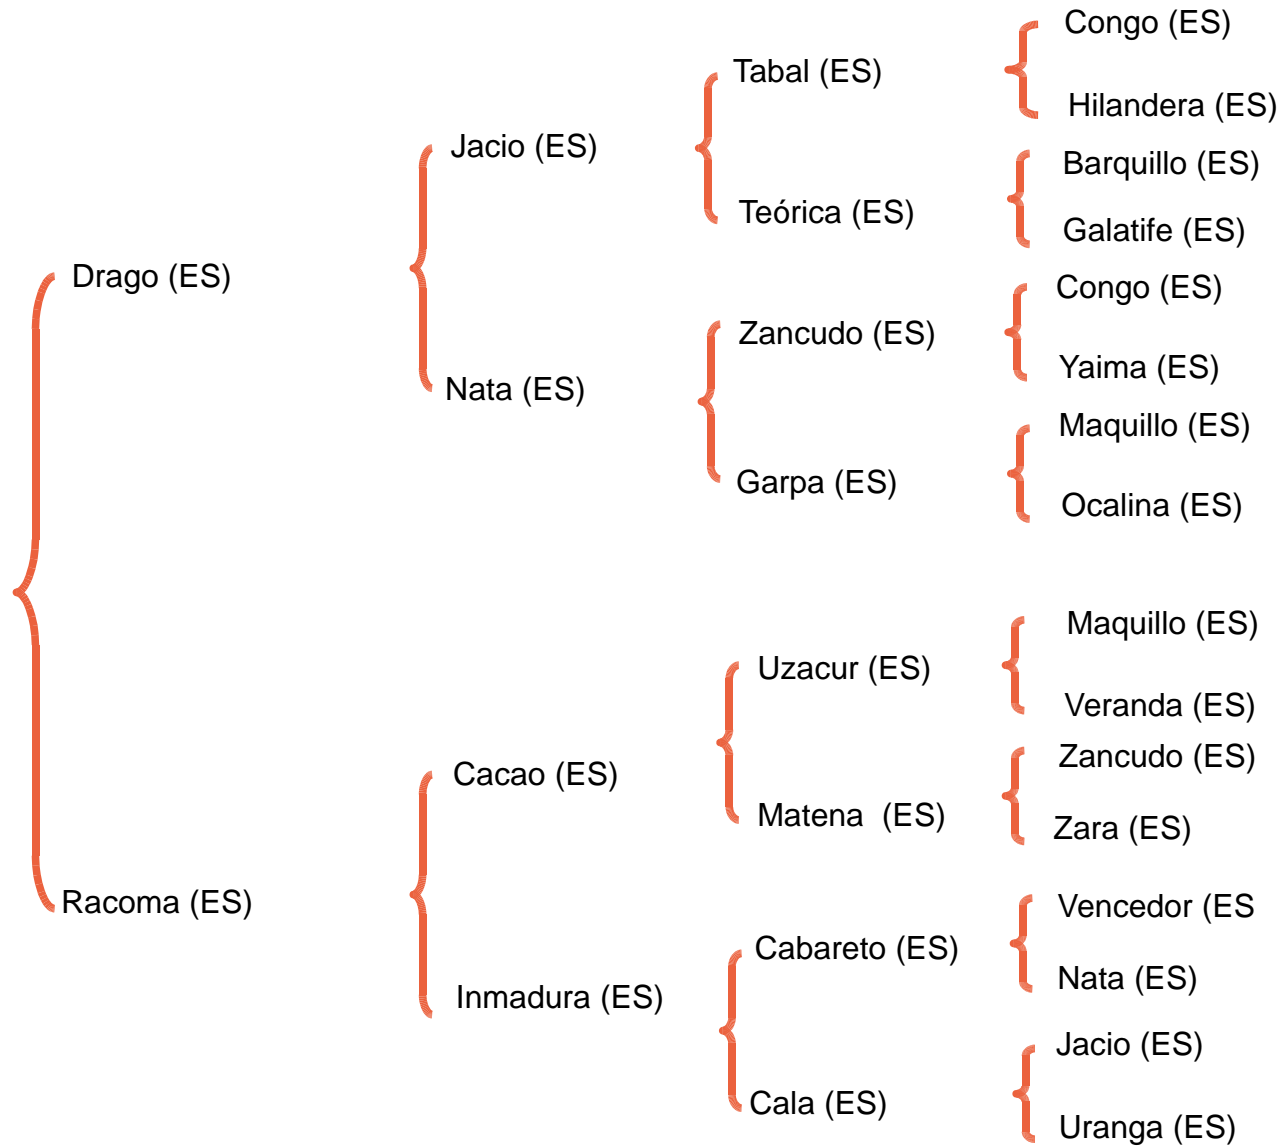 Congo (ES)
Tabal (ES)
Hilandera (ES)
Jacio (ES)
Barquillo (ES)
Teórica (ES)
Galatife (ES)
Drago (ES)
Congo (ES)
Zancudo (ES)
Yaima (ES)
Nata (ES)
Maquillo (ES)
Garpa (ES)
Ocalina (ES)
Maquillo (ES)
Uzacur (ES)
Veranda (ES)
Zancudo (ES)
Cacao (ES)
Matena (ES)
Zara (ES)
Racoma (ES)
Vencedor (ES
Cabareto (ES)
Nata (ES)
Inmadura (ES)
Jacio (ES)
Cala (ES)
Uranga (ES)